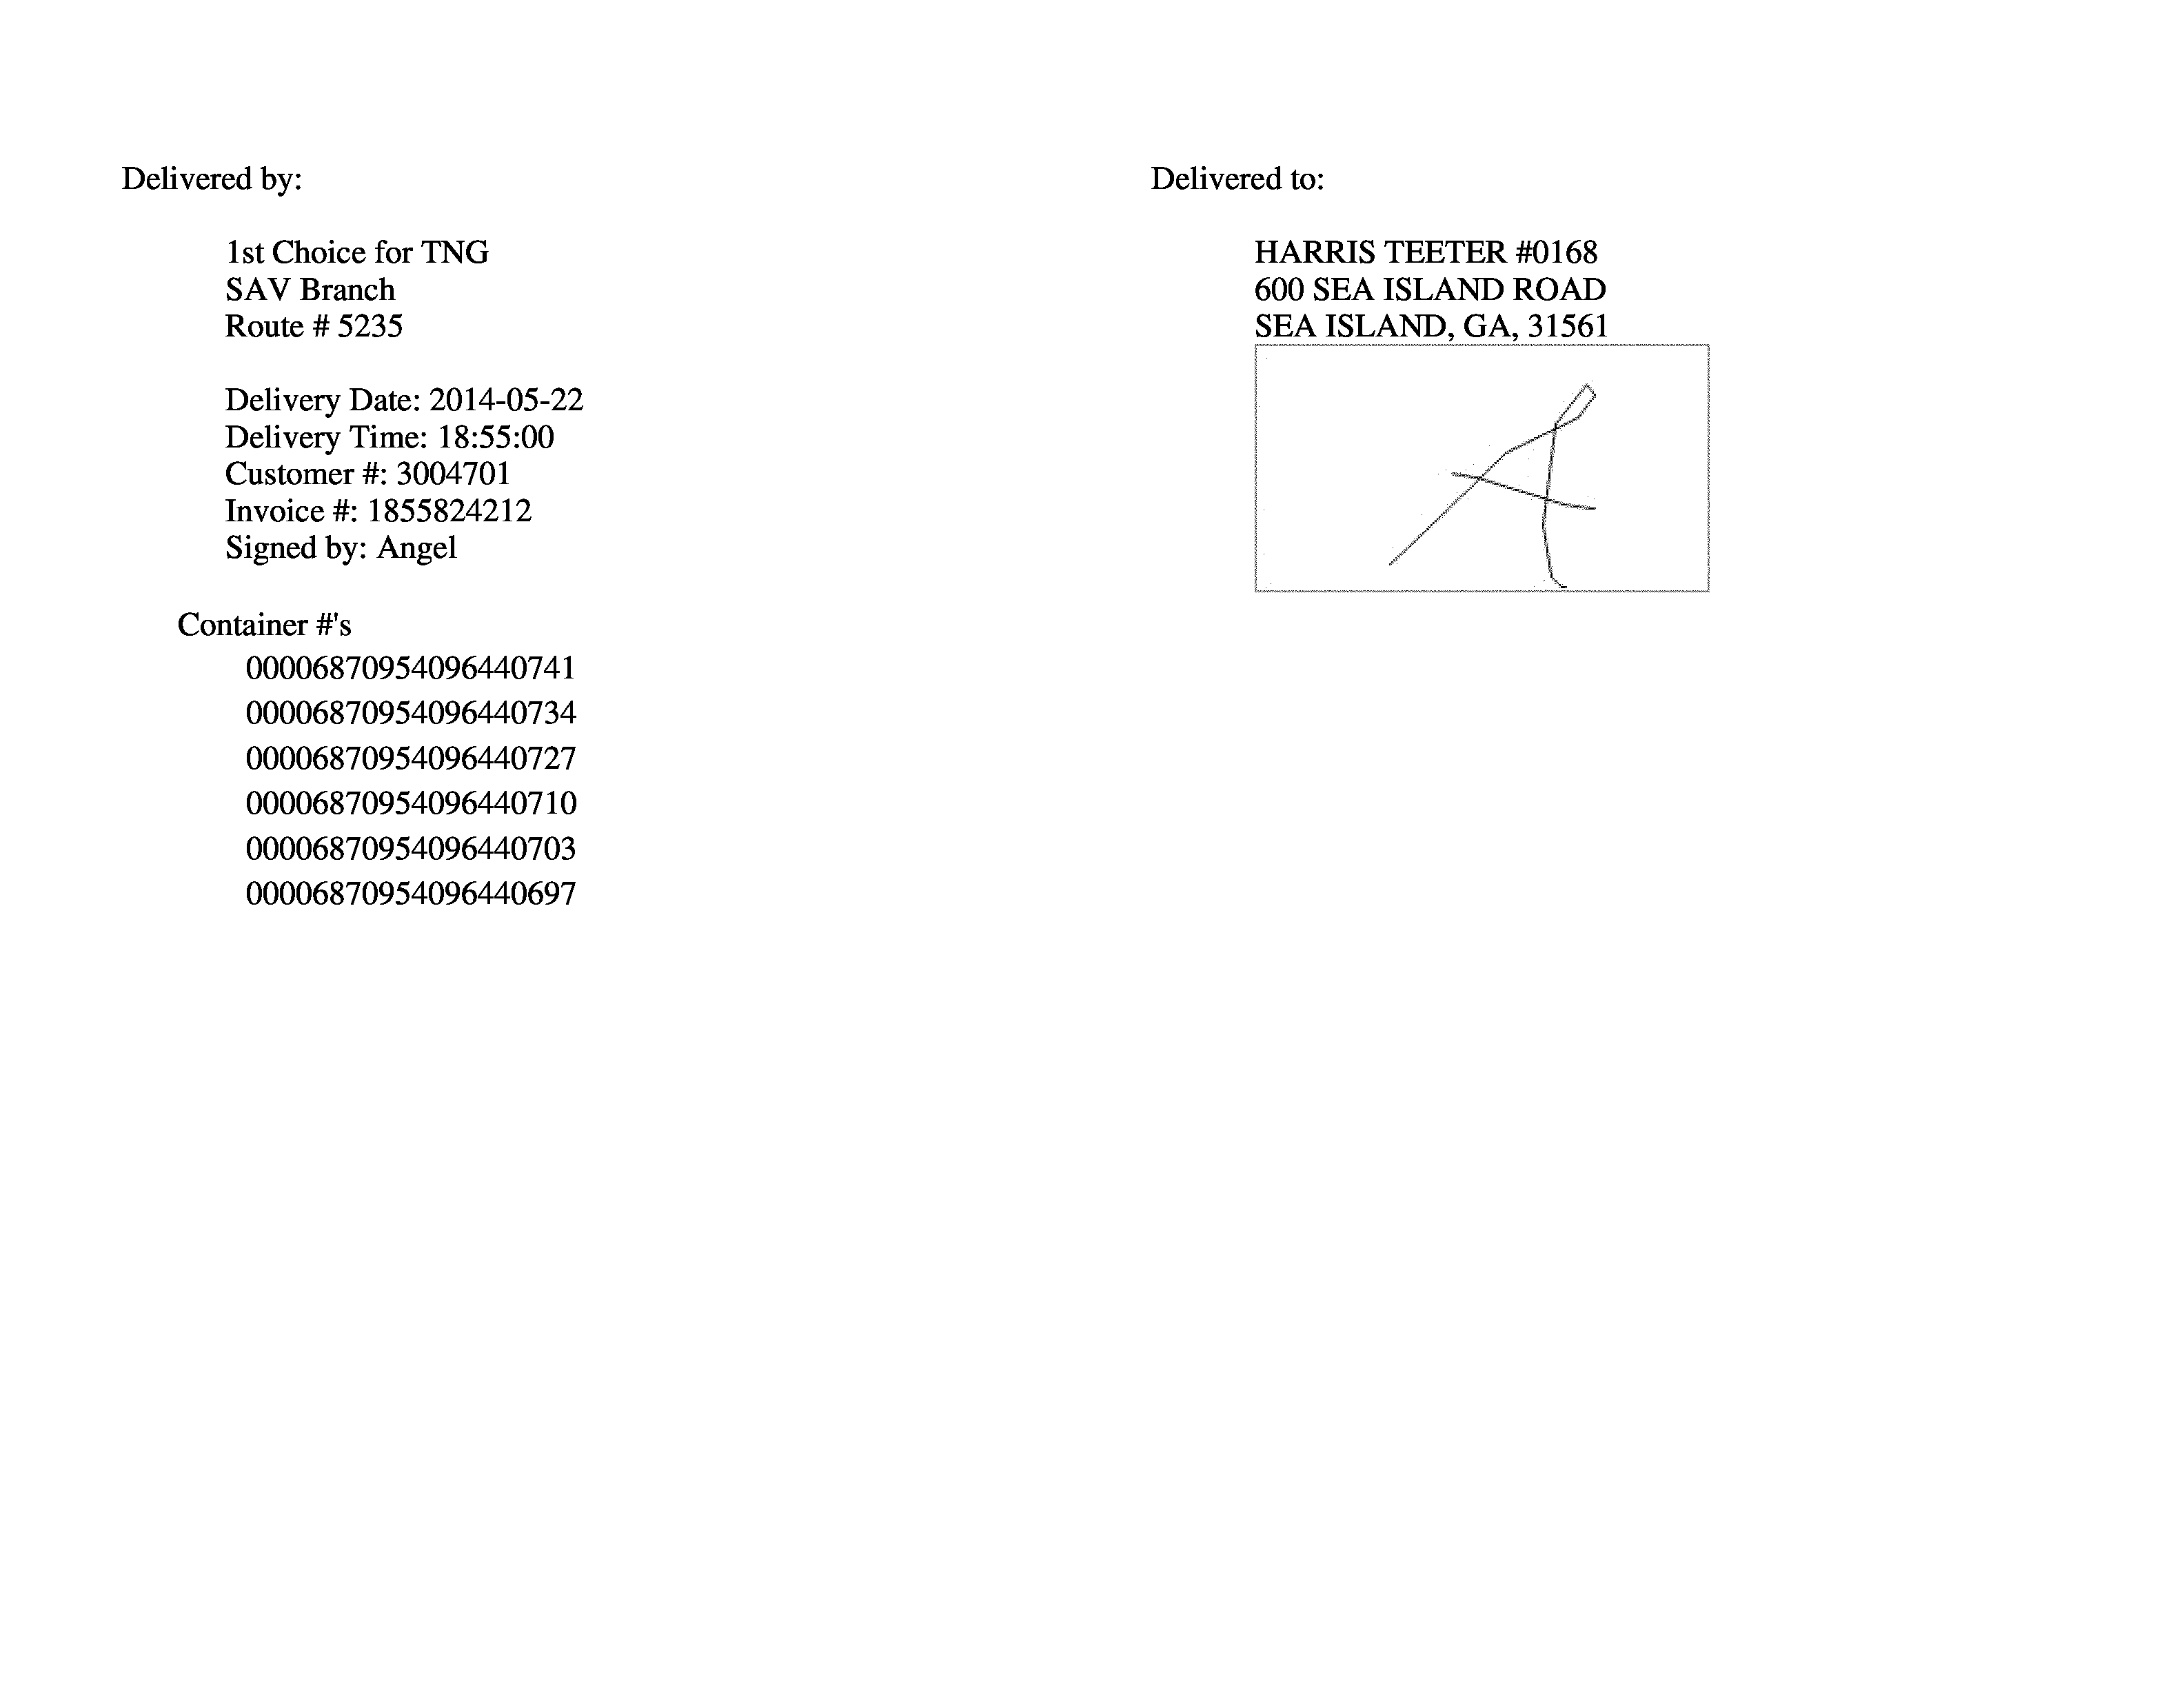 Delivered by:
1st Choice for TNG
SAV Branch
Route # 5235
Delivery Date: 2014-05-22
Delivery Time: 18:55:00
Customer #: 3004701
Invoice #: 1855824212
Signed by: Angel
Container #'s
00006870954096440741
00006870954096440734
00006870954096440727
00006870954096440710
00006870954096440703
00006870954096440697
Delivered to:
HARRIS TEETER #0168
600 SEA ISLAND ROAD
SEA ISLAND, GA, 31561
A